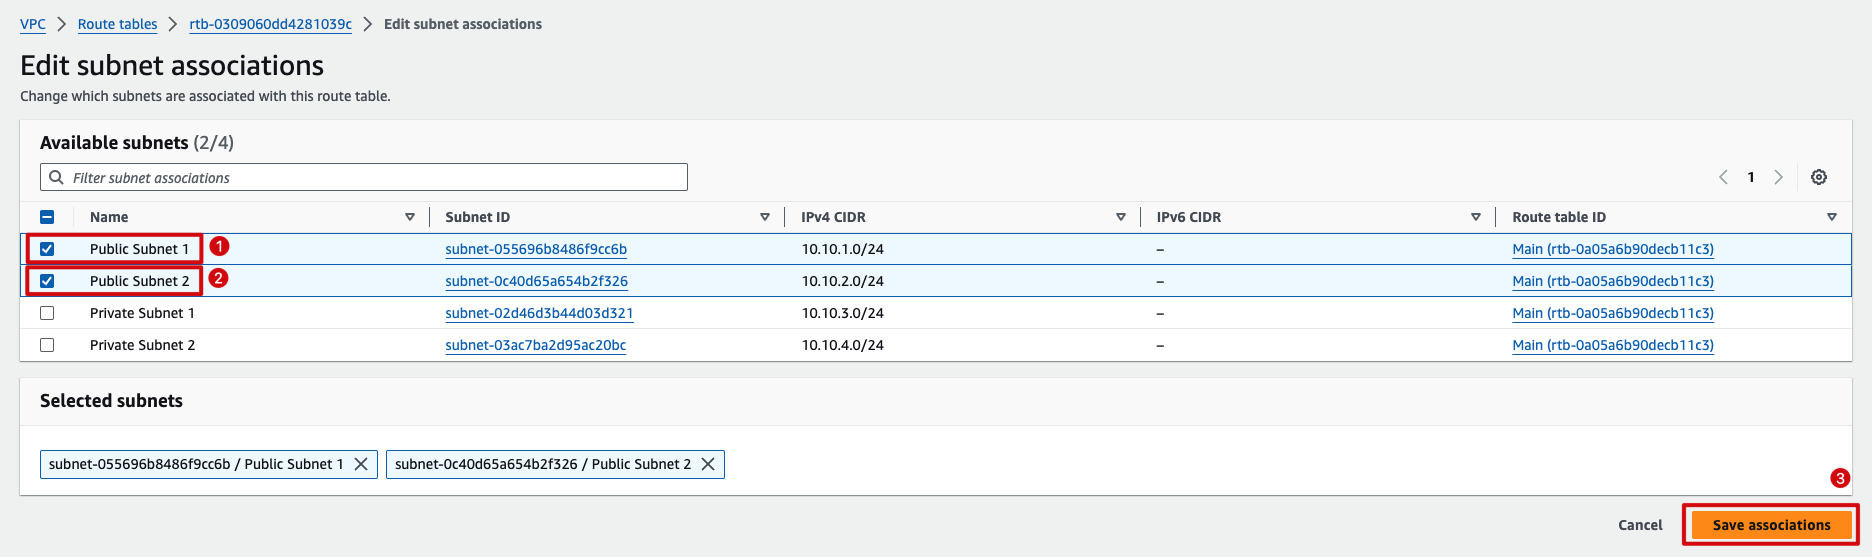 VPC > Route tables > rtb-0309060dd4281039c > Edit subnet associations
Edit subnet associations
Change which subnets are associated with this route table.
Available subnets (2/4)
Filter subnet associations
1
Name Subnet ID IPv4 CIDR IPv6 CIDR Route table ID
Public Subnet 1 1 subnet-055696b8486f9cc6b 10.10.1.0/24 – Main (rtb-0a05a6b90decb11c3)
Public Subnet 2 2 subnet-0c40d65a654b2f326 10.10.2.0/24 – Main (rtb-0a05a6b90decb11c3)
Private Subnet 1 subnet-02d46d3b44d03d321 10.10.3.0/24 – Main (rtb-0a05a6b90decb11c3)
Private Subnet 2 subnet-03ac7ba2d95ac20bc 10.10.4.0/24 – Main (rtb-0a05a6b90decb11c3)
Selected subnets
subnet-055696b8486f9cc6b / Public Subnet 1 subnet-0c40d65a654b2f326 / Public Subnet 2
3
Cancel Save associations